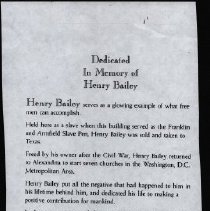 Dedicated
In Memory of
Henry Bailey
Henry Bailey serves as a glowing example of what free
men can accomplish.
Held here as a slave when this building served as the Franklin
and Armfield Slave Pen, Henry Bailey was sold and taken to
Texas.
Freed by his owner after the Civil War, Henry Bailey returned
to Alexandria to start seven churches in the Washington, D.C.
Metropolitan Area.
Henry Bailey put all the negative that had happened to him in
his lifetime behind him, and dedicated his life to making a
positive contribution for mankind.